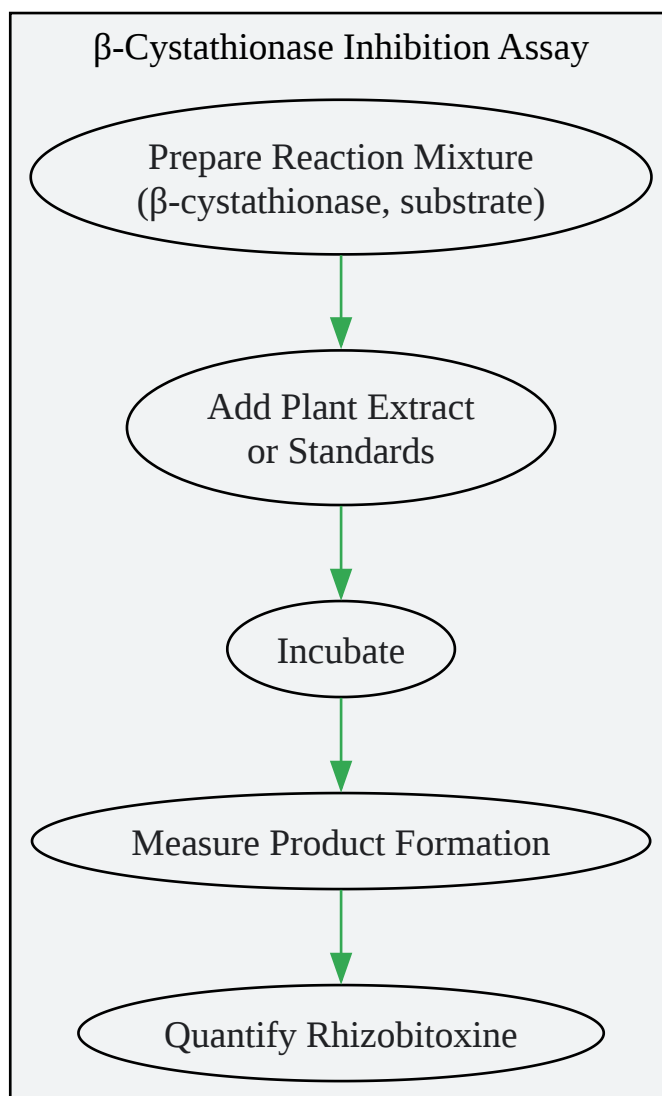 β-Cystathionase Inhibition Assay
Prepare Reaction Mixture
(β-cystathionase, substrate)
Add Plant Extract
or Standards
Incubate
Measure Product Formation
Quantify Rhizobitoxine